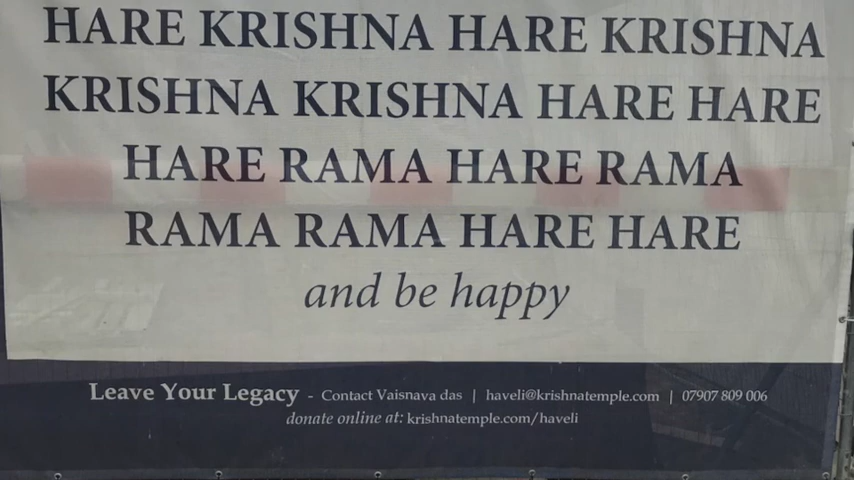 HARE KRISHNA HARE KRISHNA
KRISHNA KRISHNA HARE HARE
HARE RAMA HARE RAMA
RAMA RAMA HARE HARE
and be happy
Leave Your Legacy - Contact Vaisnava das | haveli@krishnatemple.com | 07907 809 006
donate online at: krishnatemple.com/haveli